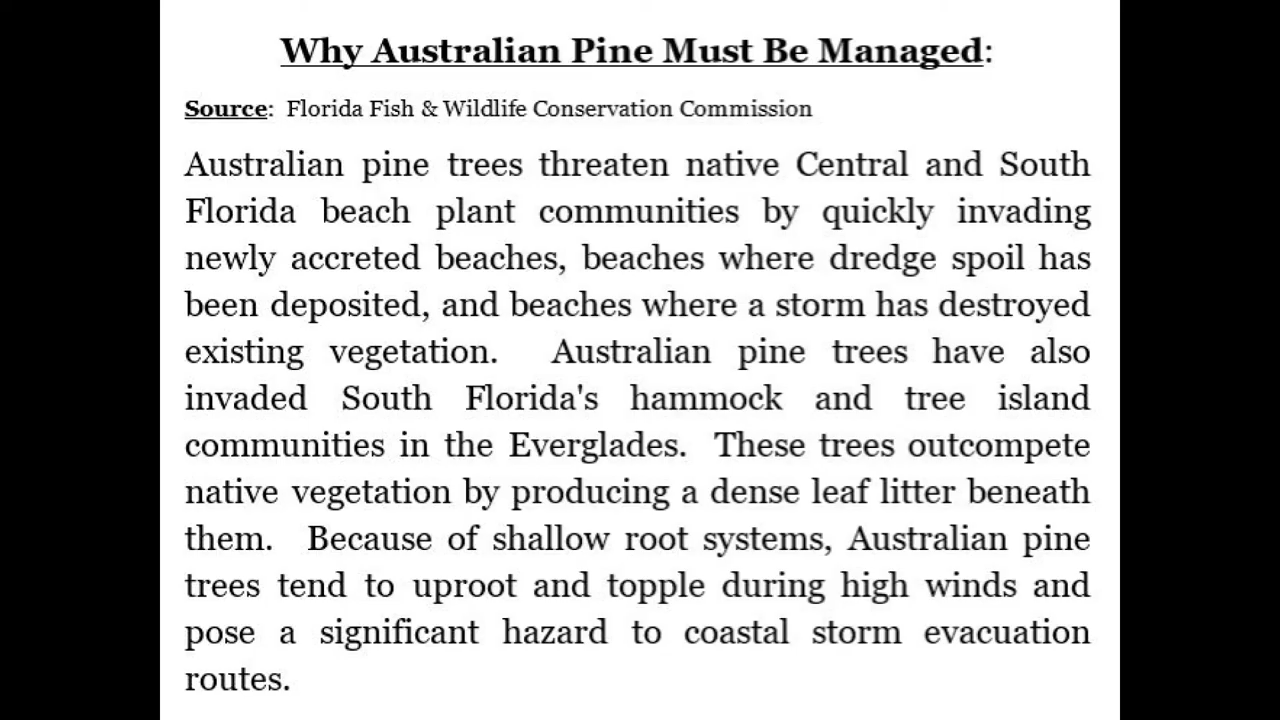 Why Australian Pine Must Be Managed:
Source: Florida Fish & Wildlife Conservation Commission
Australian pine trees threaten native Central and South
Florida beach plant communities by quickly invading
newly accreted beaches, beaches where dredge spoil has
been deposited, and beaches where a storm has destroyed
existing vegetation. Australian pine trees have also
invaded South Florida's hammock and tree island
communities in the Everglades. These trees outcompete
native vegetation by producing a dense leaf litter beneath
them. Because of shallow root systems, Australian pine
trees tend to uproot and topple during high winds and
pose a significant hazard to coastal storm evacuation
routes.